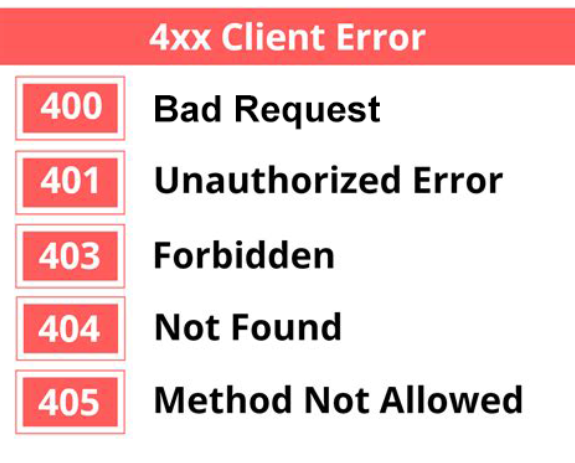 4xx Client Error
400 Bad Request
401 Unauthorized Error
403 Forbidden
404 Not Found
405 Method Not Allowed